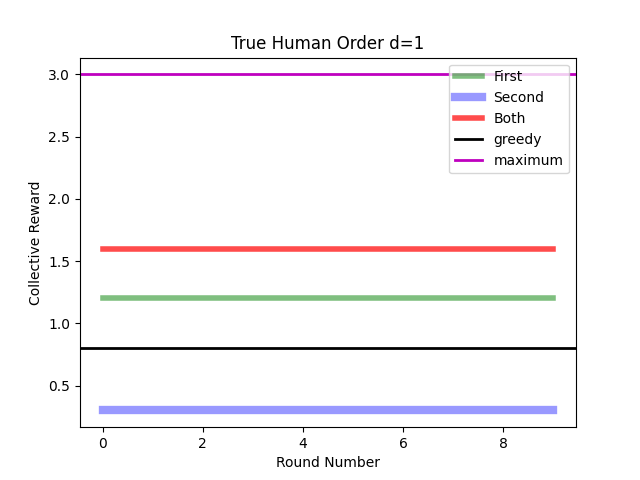 True Human Order d=1
3.0
2.5
2.0
1.5
1.0
0.5
Collective Reward
First
Second
Both
greedy
maximum
0 2 4 6 8
Round Number